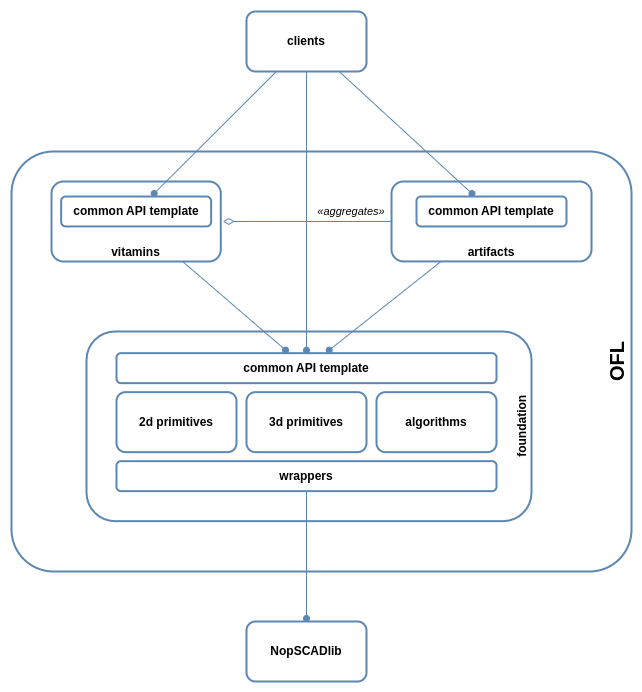 clients
common API template
«aggregates»
common API template
vitamins
artifacts
OFL
common API template
2d primitives
3d primitives
algorithms
foundation
wrappers
NopSCADlib